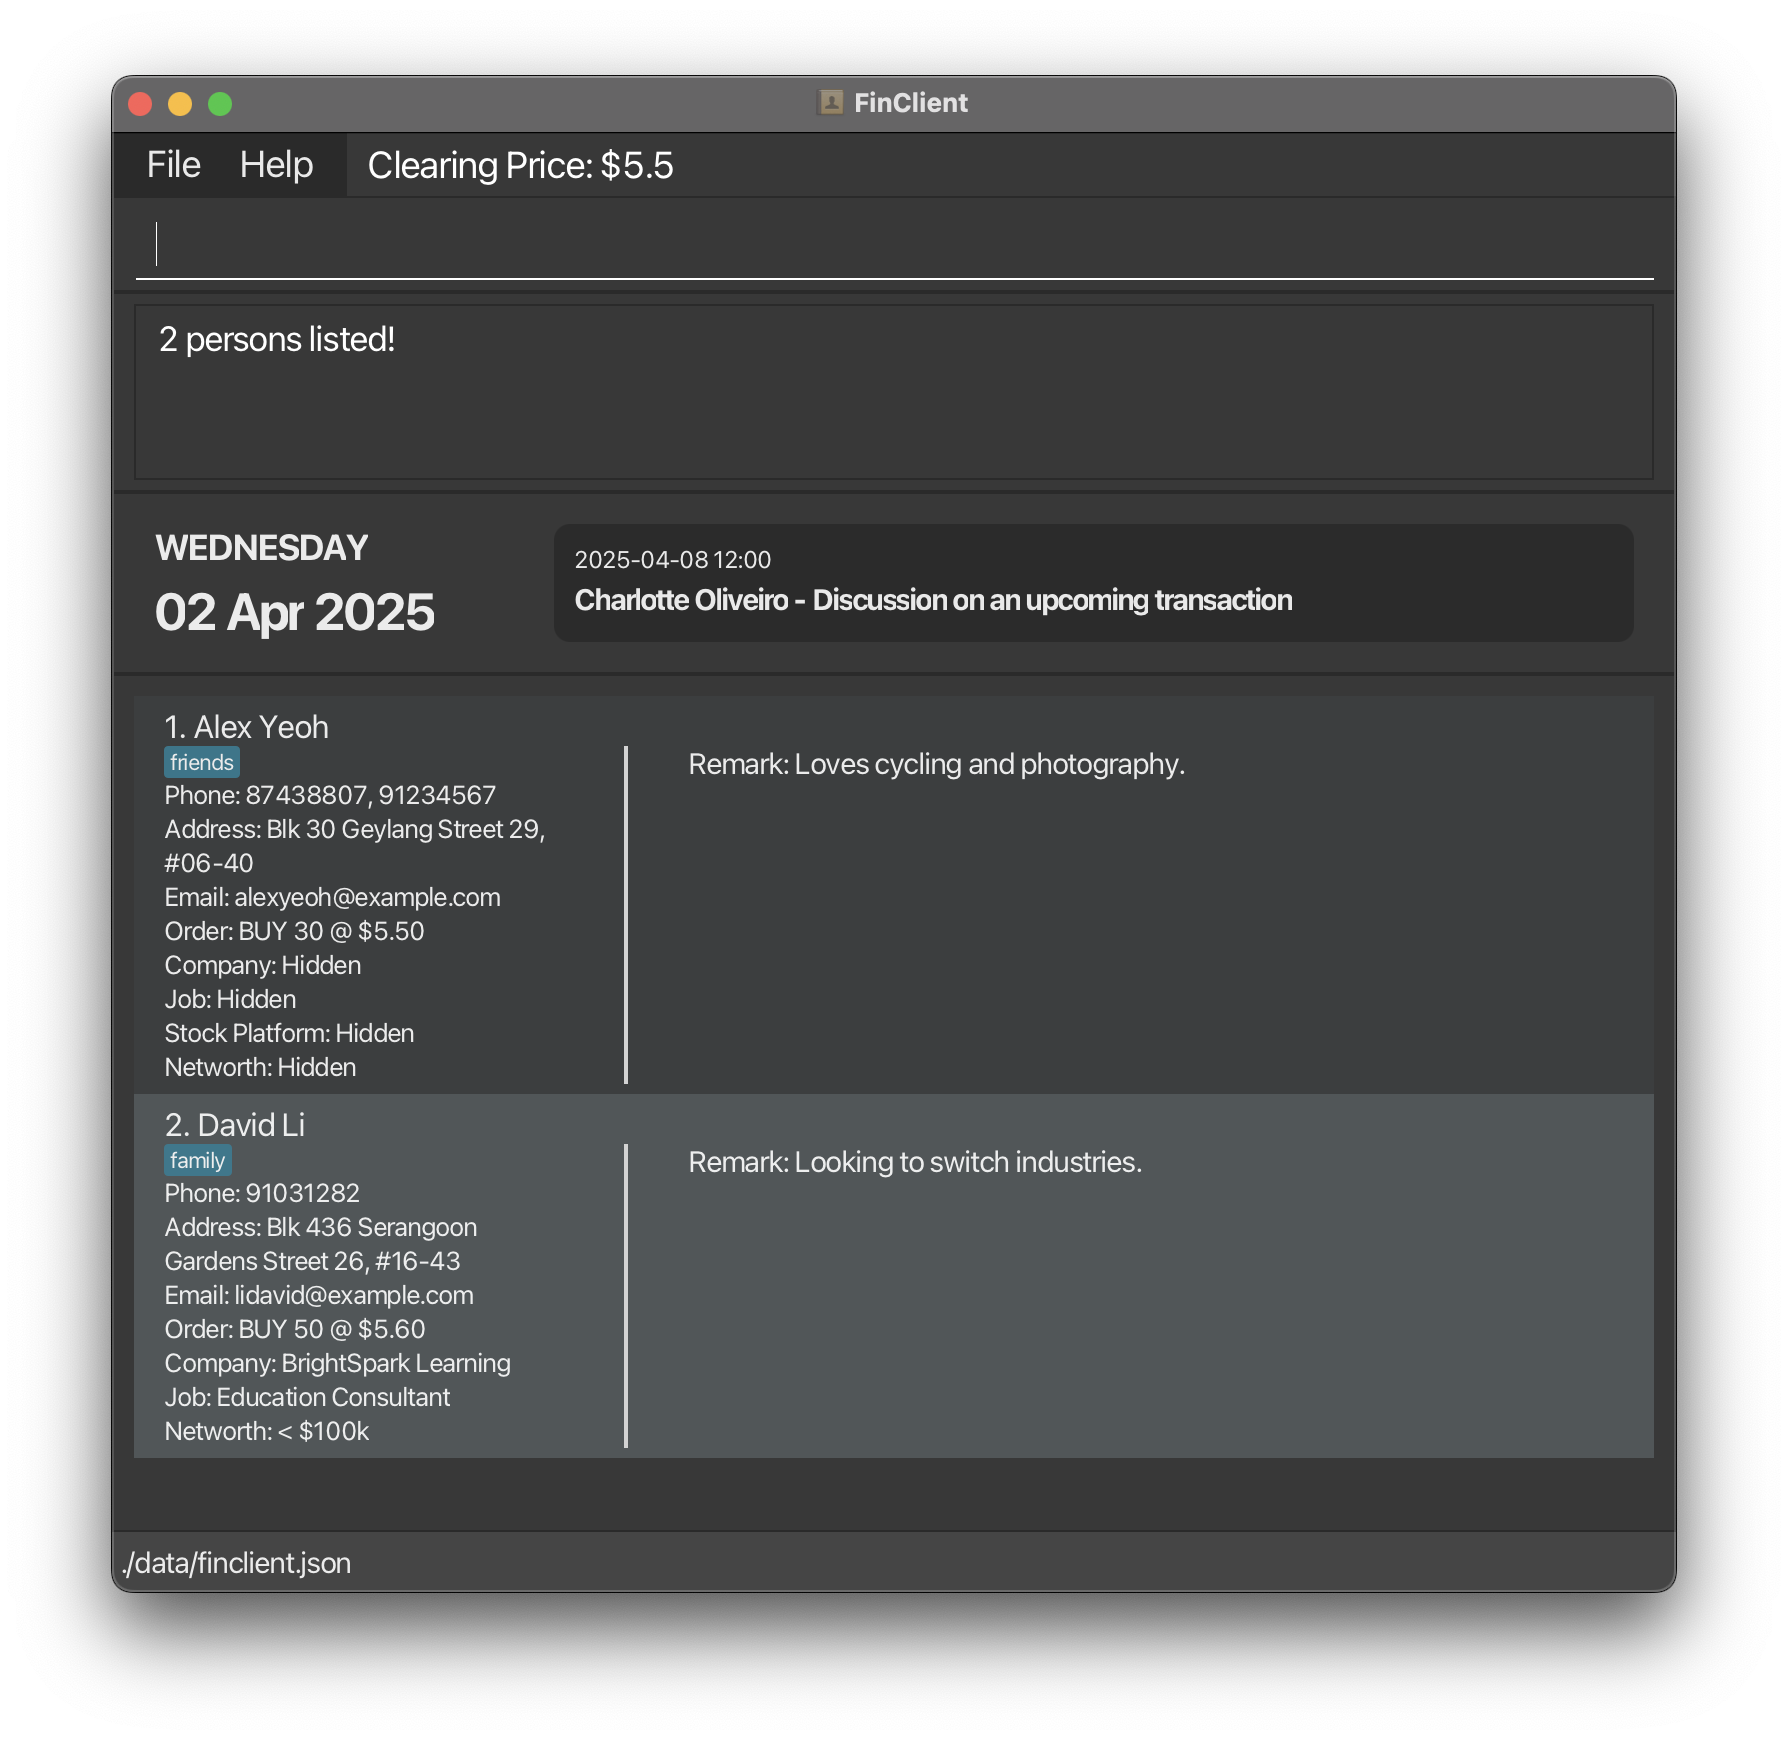 FinClient
File Help Clearing Price: $5.5
2 persons listed!
WEDNESDAY
02 Apr 2025
2025-04-08 12:00
Charlotte Oliveiro - Discussion on an upcoming transaction
1. Alex Yeoh
friends
Phone: 87438807, 91234567
Address: Blk 30 Geylang Street 29,
#06-40
Email: alexyeoh@example.com
Order: BUY 30 @ $5.50
Company: Hidden
Job: Hidden
Stock Platform: Hidden
Networth: Hidden
Remark: Loves cycling and photography.
2. David Li
family
Phone: 91031282
Address: Blk 436 Serangoon
Gardens Street 26, #16-43
Email: lidavid@example.com
Order: BUY 50 @ $5.60
Company: BrightSpark Learning
Job: Education Consultant
Networth: < $100k
Remark: Looking to switch industries.
./data/finclient.json